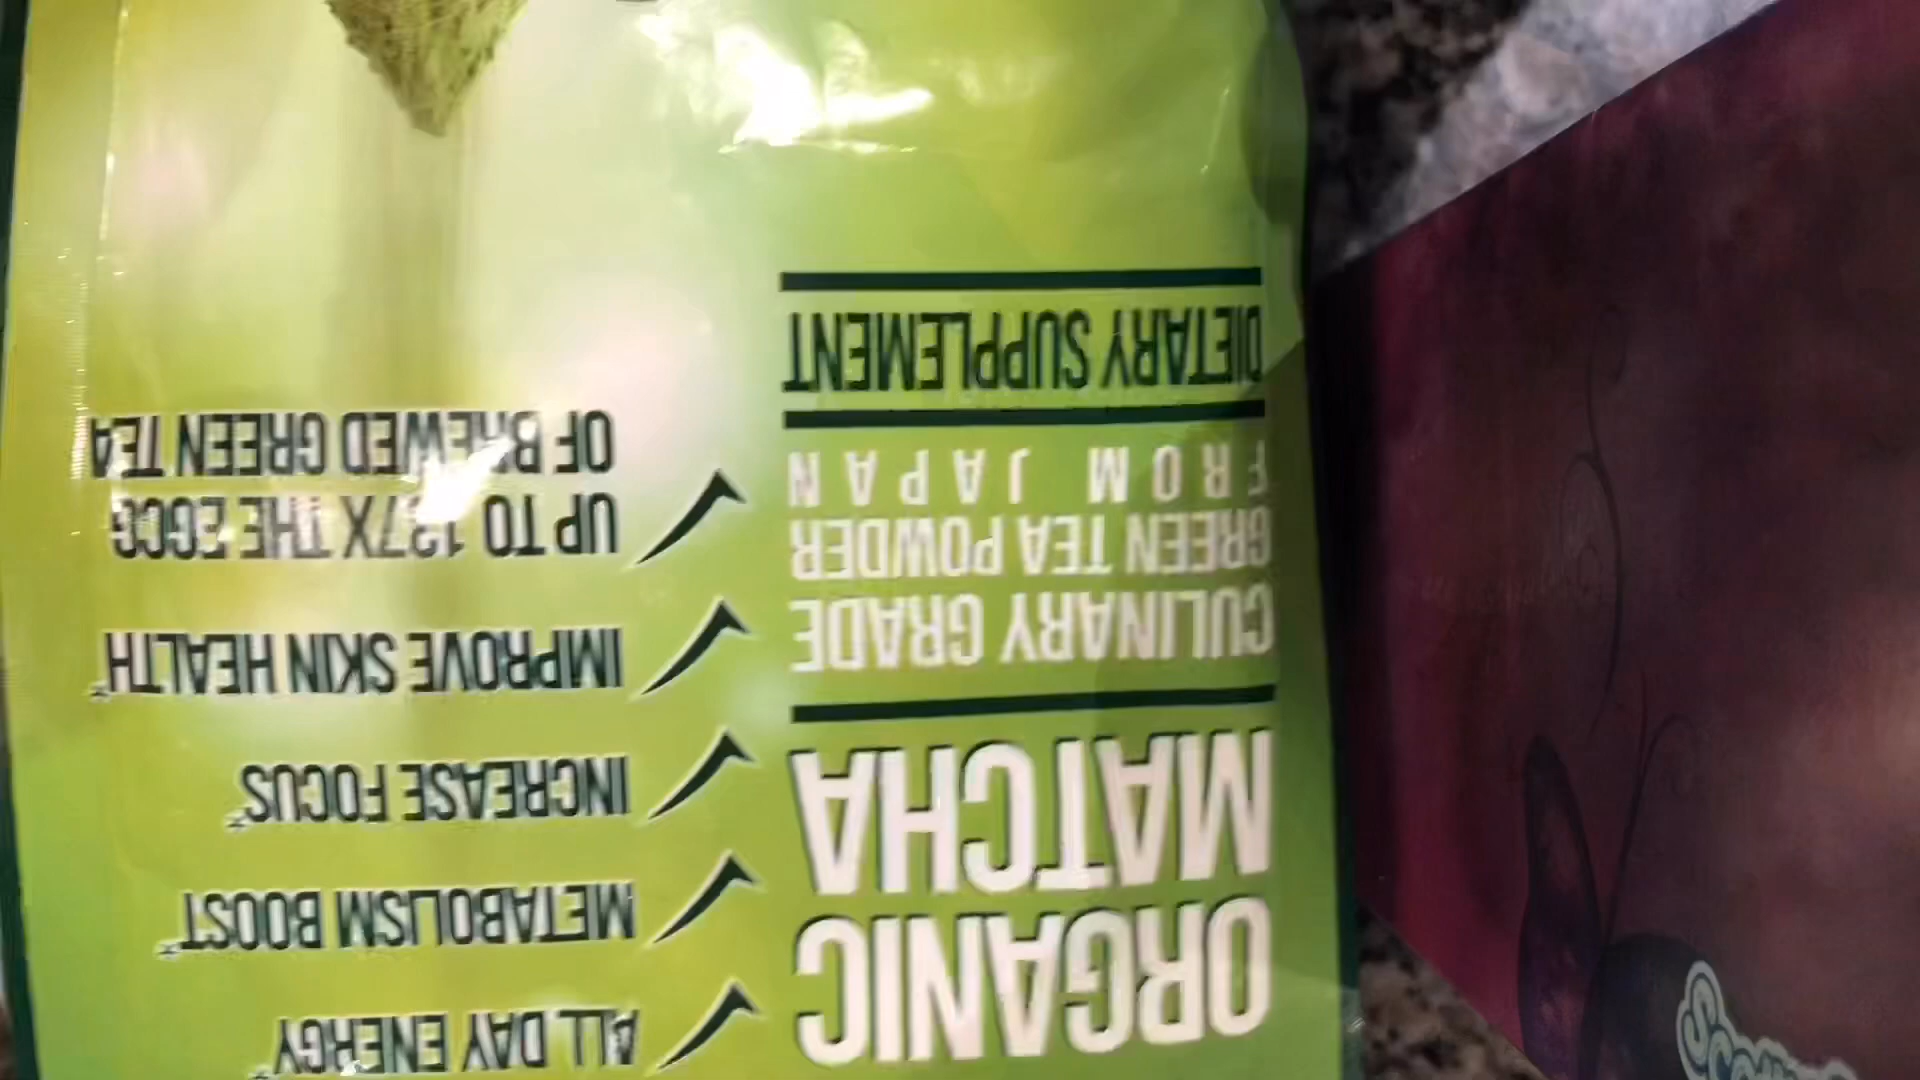 ORGANIC
MATCHA
CULINARY GRADE
GREEN TEA POWDER
FROM JAPAN
DIETARY SUPPLEMENT
ALL DAY ENERGY*
METABOLISM BOOST*
INCREASE FOCUS*
IMPROVE SKIN HEALTH*
UP TO 137X THE EGCG
OF BREWED GREEN TEA